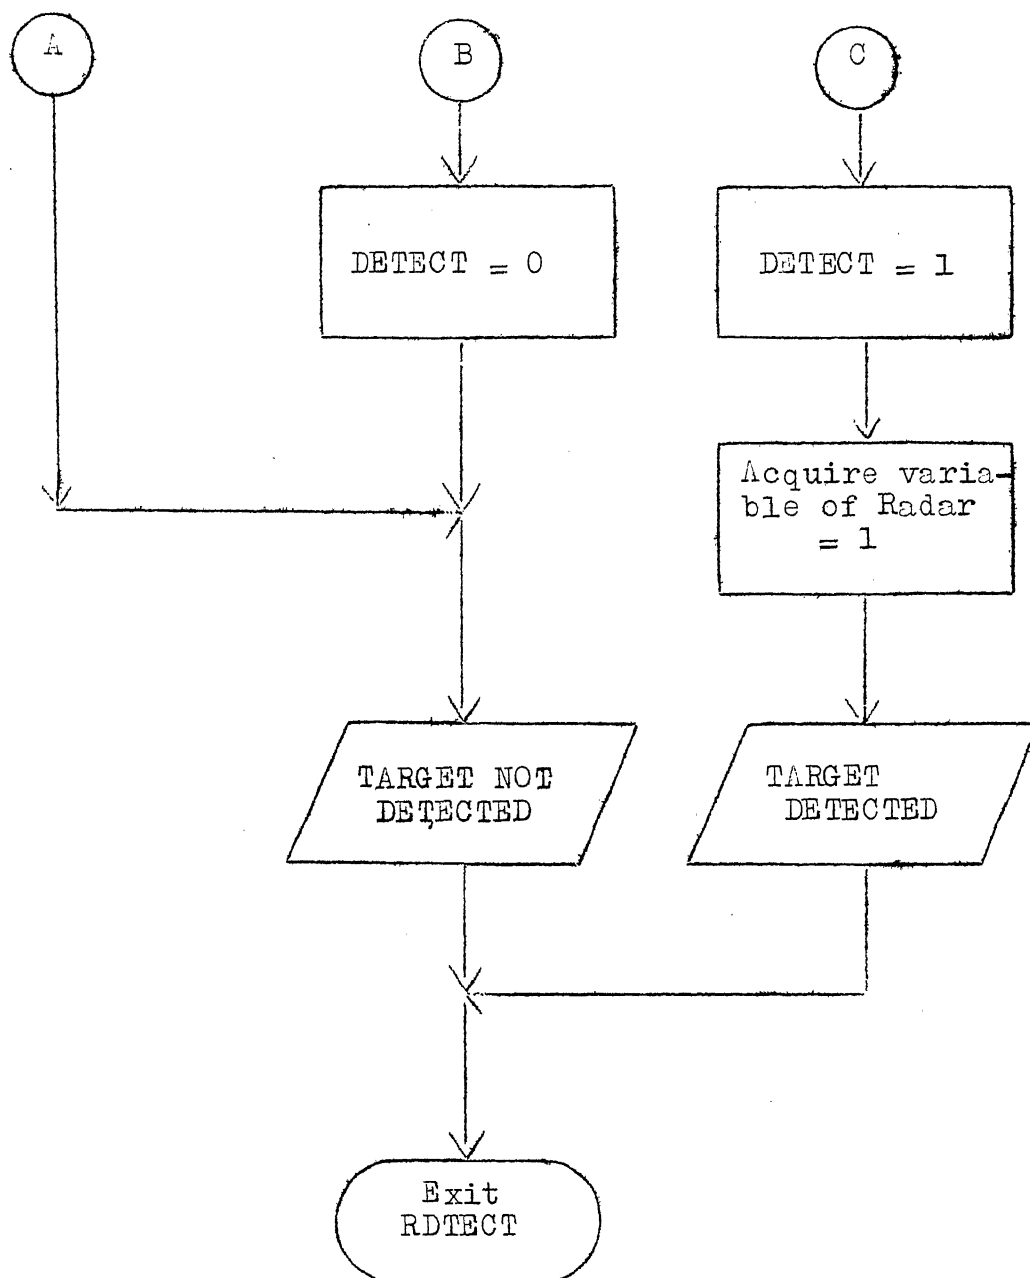 A
B
C
DETECT = 0
DETECT = 1
Acquire varia-
ble of Radar
= 1
TARGET NOT
DETECTED
TARGET
DETECTED
Exit
RDTECT